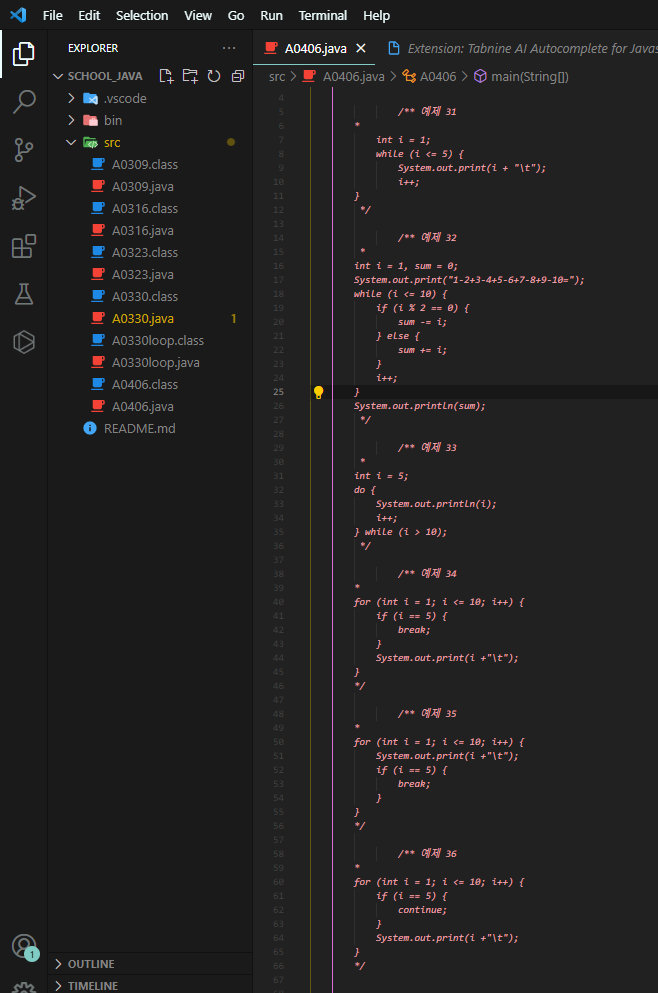 File Edit Selection View Go Run Terminal Help
EXPLORER
SCHOOL_JAVA
.vscode
bin
src
A0309.class
A0309.java
A0316.class
A0316.java
A0323.class
A0323.java
A0330.class
A0330.java 1
A0330loop.class
A0330loop.java
A0406.class
A0406.java
README.md
1
OUTLINE
TIMELINE
A0406.java
Extension: Tabnine AI Autocomplete for Javas
src > A0406.java > A0406 > main(String[])
4
5 /** 예제 31
6 *
7 int i = 1;
8 while (i <= 5) {
9 System.out.print(i + "\t");
10 i++;
11 }
12 */
13
14 /** 예제 32
15 *
16 int i = 1, sum = 0;
17 System.out.print("1-2+3-4+5-6+7-8+9-10=");
18 while (i <= 10) {
19 if (i % 2 == 0) {
20 sum -= i;
21 } else {
22 sum += i;
23 }
24 i++;
25 }
26 System.out.println(sum);
27 */
28
29 /** 예제 33
30 *
31 int i = 5;
32 do {
33 System.out.println(i);
34 i++;
35 } while (i > 10);
36 */
37
38 /** 예제 34
39 *
40 for (int i = 1; i <= 10; i++) {
41 if (i == 5) {
42 break;
43 }
44 System.out.print(i +"\t");
45 }
46 */
47
48 /** 예제 35
49 *
50 for (int i = 1; i <= 10; i++) {
51 System.out.print(i +"\t");
52 if (i == 5) {
53 break;
54 }
55 }
56 */
57
58 /** 예제 36
59 *
60 for (int i = 1; i <= 10; i++) {
61 if (i == 5) {
62 continue;
63 }
64 System.out.print(i +"\t");
65 }
66 */
67